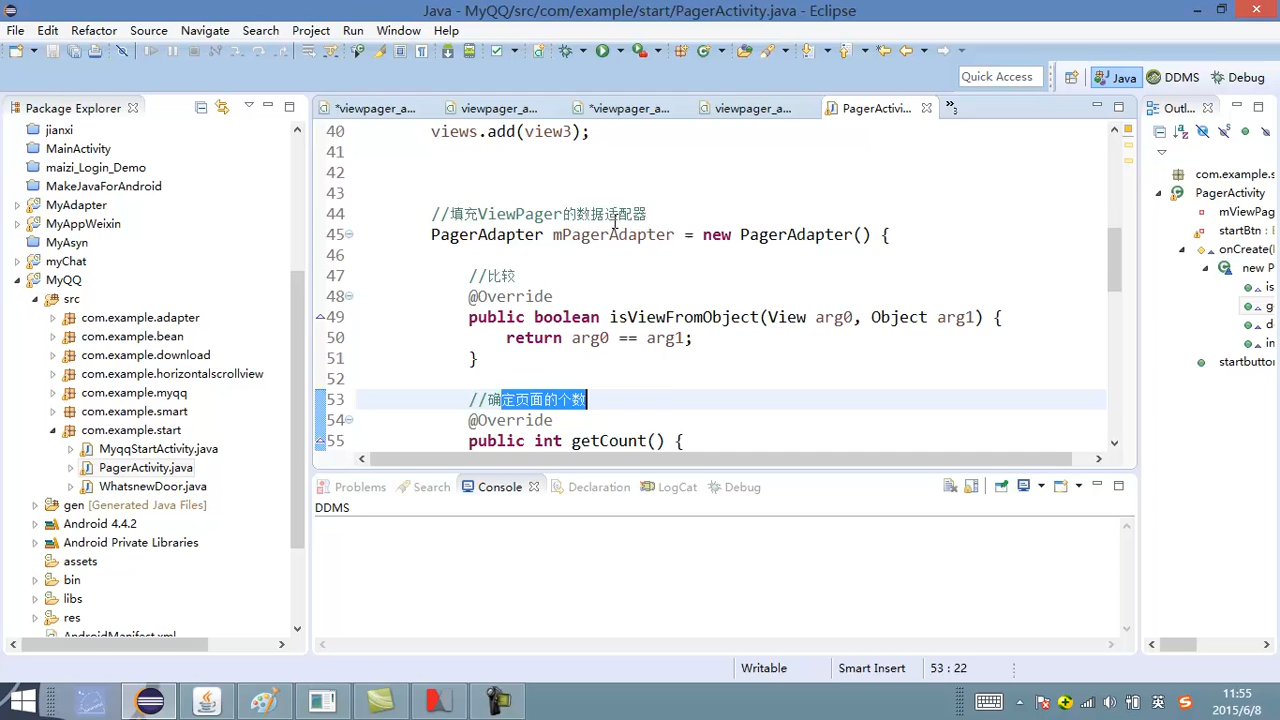 Java - MyQQ/src/com/example/start/PagerActivity.java - Eclipse
File Edit Refactor Source Navigate Search Project Run Window Help
Quick Access Java DDMS Debug
Package Explorer
jianxi
MainActivity
maizi_Login_Demo
MakeJavaForAndroid
MyAdapter
MyAppWeixin
MyAsyn
myChat
MyQQ
src
com.example.adapter
com.example.bean
com.example.download
com.example.horizontalscrollview
com.example.myqq
com.example.smart
com.example.start
MyqqStartActivity.java
PagerActivity.java
WhatsnewDoor.java
gen [Generated Java Files]
Android 4.4.2
Android Private Libraries
assets
bin
libs
res
AndroidManifest.xml
*viewpager_a... viewpager_a... *viewpager_a... viewpager_a... PagerActivi...
40 views.add(view3);
41
42
43
44 //填充ViewPager的数据适配器
45 PagerAdapter mPagerAdapter = new PagerAdapter() {
46
47 //比较
48 @Override
49 public boolean isViewFromObject(View arg0, Object arg1) {
50 return arg0 == arg1;
51 }
52
53 //确定页面的个数
54 @Override
55 public int getCount() {
Problems Search Console Declaration LogCat Debug
DDMS
Outl...
com.example.s
PagerActivity
mViewPag
startBtn :
onCreate(
new P
is
g
d
in
startbutton
Writable Smart Insert 53 : 22
英
11:55
2015/6/8